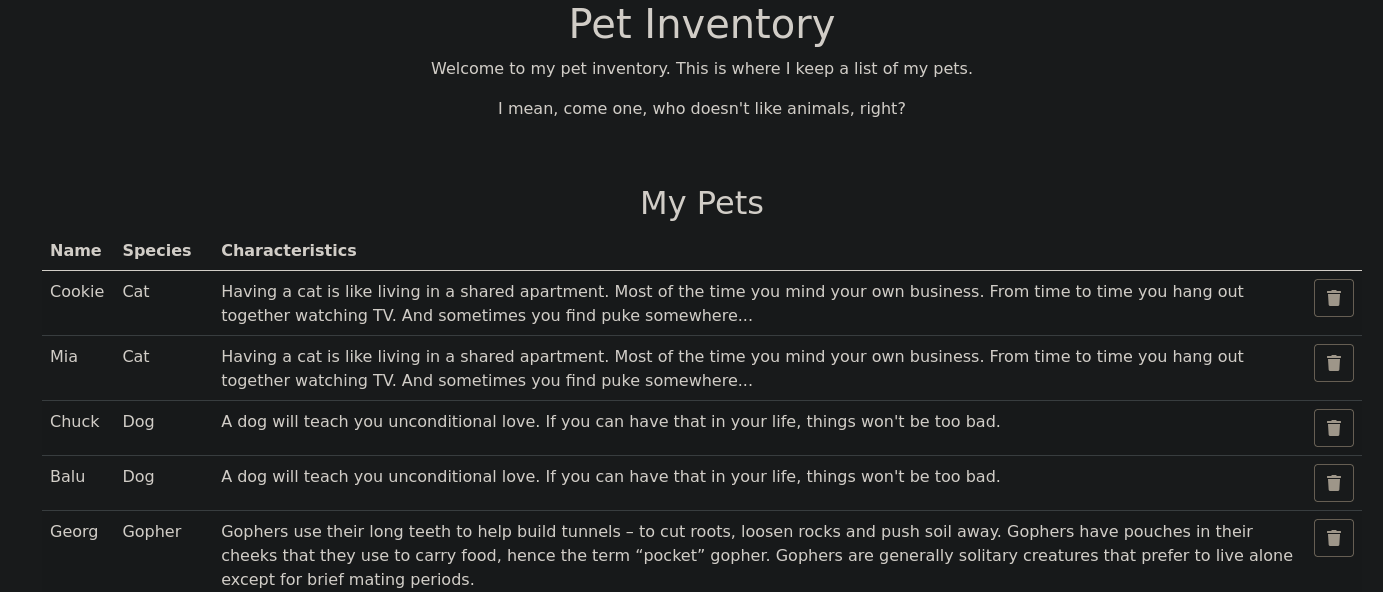 Pet Inventory
Welcome to my pet inventory. This is where I keep a list of my pets.
I mean, come one, who doesn't like animals, right?
My Pets
Name Species Characteristics
Cookie Cat Having a cat is like living in a shared apartment. Most of the time you mind your own business. From time to time you hang out
together watching TV. And sometimes you find puke somewhere...
Mia Cat Having a cat is like living in a shared apartment. Most of the time you mind your own business. From time to time you hang out
together watching TV. And sometimes you find puke somewhere...
Chuck Dog A dog will teach you unconditional love. If you can have that in your life, things won't be too bad.
Balu Dog A dog will teach you unconditional love. If you can have that in your life, things won't be too bad.
Georg Gopher Gophers use their long teeth to help build tunnels – to cut roots, loosen rocks and push soil away. Gophers have pouches in their
cheeks that they use to carry food, hence the term “pocket” gopher. Gophers are generally solitary creatures that prefer to live alone
except for brief mating periods.